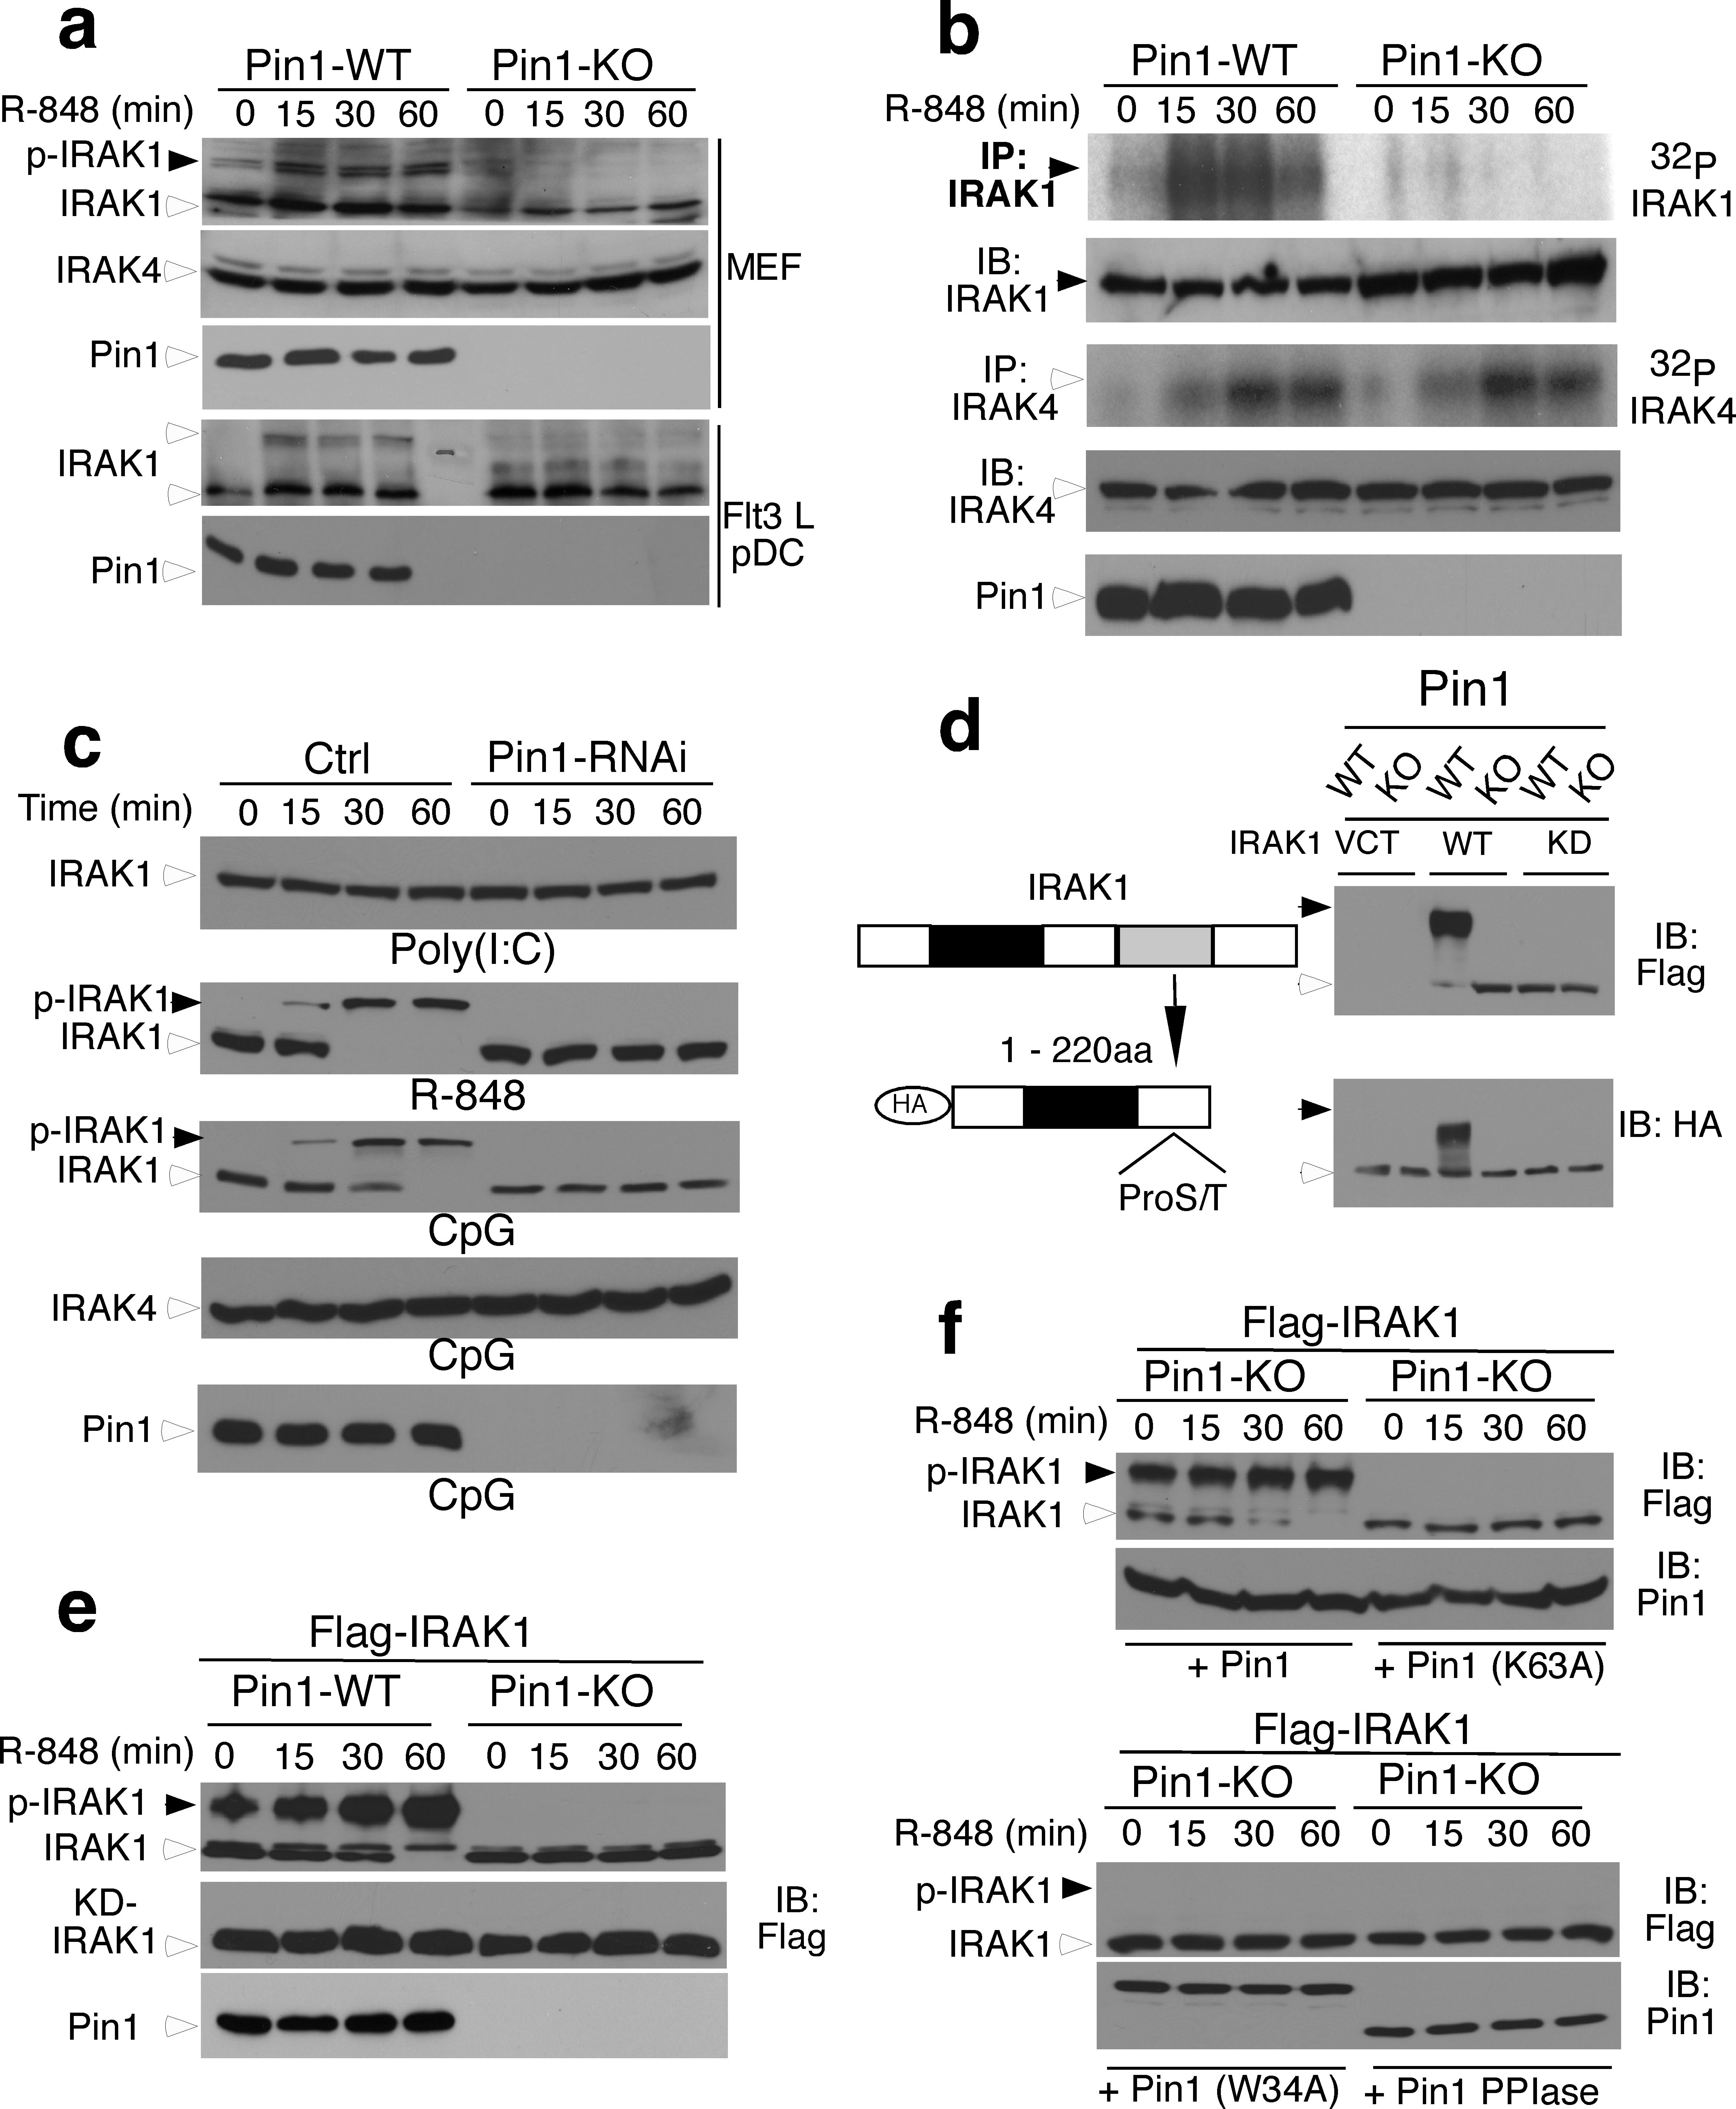 a
Pin1-WT Pin1-KO
R-848 (min) 0 15 30 60 0 15 30 60
p-IRAK1
IRAK1
IRAK4
MEF
Pin1
IRAK1
Flt3 L
pDC
Pin1
b
Pin1-WT Pin1-KO
R-848 (min) 0 15 30 60 0 15 30 60
IP:
IRAK1
32P
IRAK1
IB:
IRAK1
IP:
IRAK4
32P
IRAK4
IB:
IRAK4
Pin1
c
Ctrl Pin1-RNAi
Time (min) 0 15 30 60 0 15 30 60
IRAK1
Poly(I:C)
p-IRAK1
IRAK1
R-848
p-IRAK1
IRAK1
CpG
IRAK4
CpG
Pin1
CpG
d
Pin1
WT KO WT KO WT KO
IRAK1 VCT WT KD
IRAK1
IB:
Flag
1 - 220aa
HA
IB: HA
ProS/T
e
Flag-IRAK1
Pin1-WT Pin1-KO
R-848 (min) 0 15 30 60 0 15 30 60
p-IRAK1
IRAK1
KD-
IRAK1
IB:
Flag
Pin1
f
Flag-IRAK1
Pin1-KO Pin1-KO
R-848 (min) 0 15 30 60 0 15 30 60
p-IRAK1
IRAK1
IB:
Flag
IB:
Pin1
+ Pin1 + Pin1 (K63A)
Flag-IRAK1
Pin1-KO Pin1-KO
R-848 (min) 0 15 30 60 0 15 30 60
p-IRAK1
IRAK1
IB:
Flag
IB:
Pin1
+ Pin1 (W34A) + Pin1 PPIase